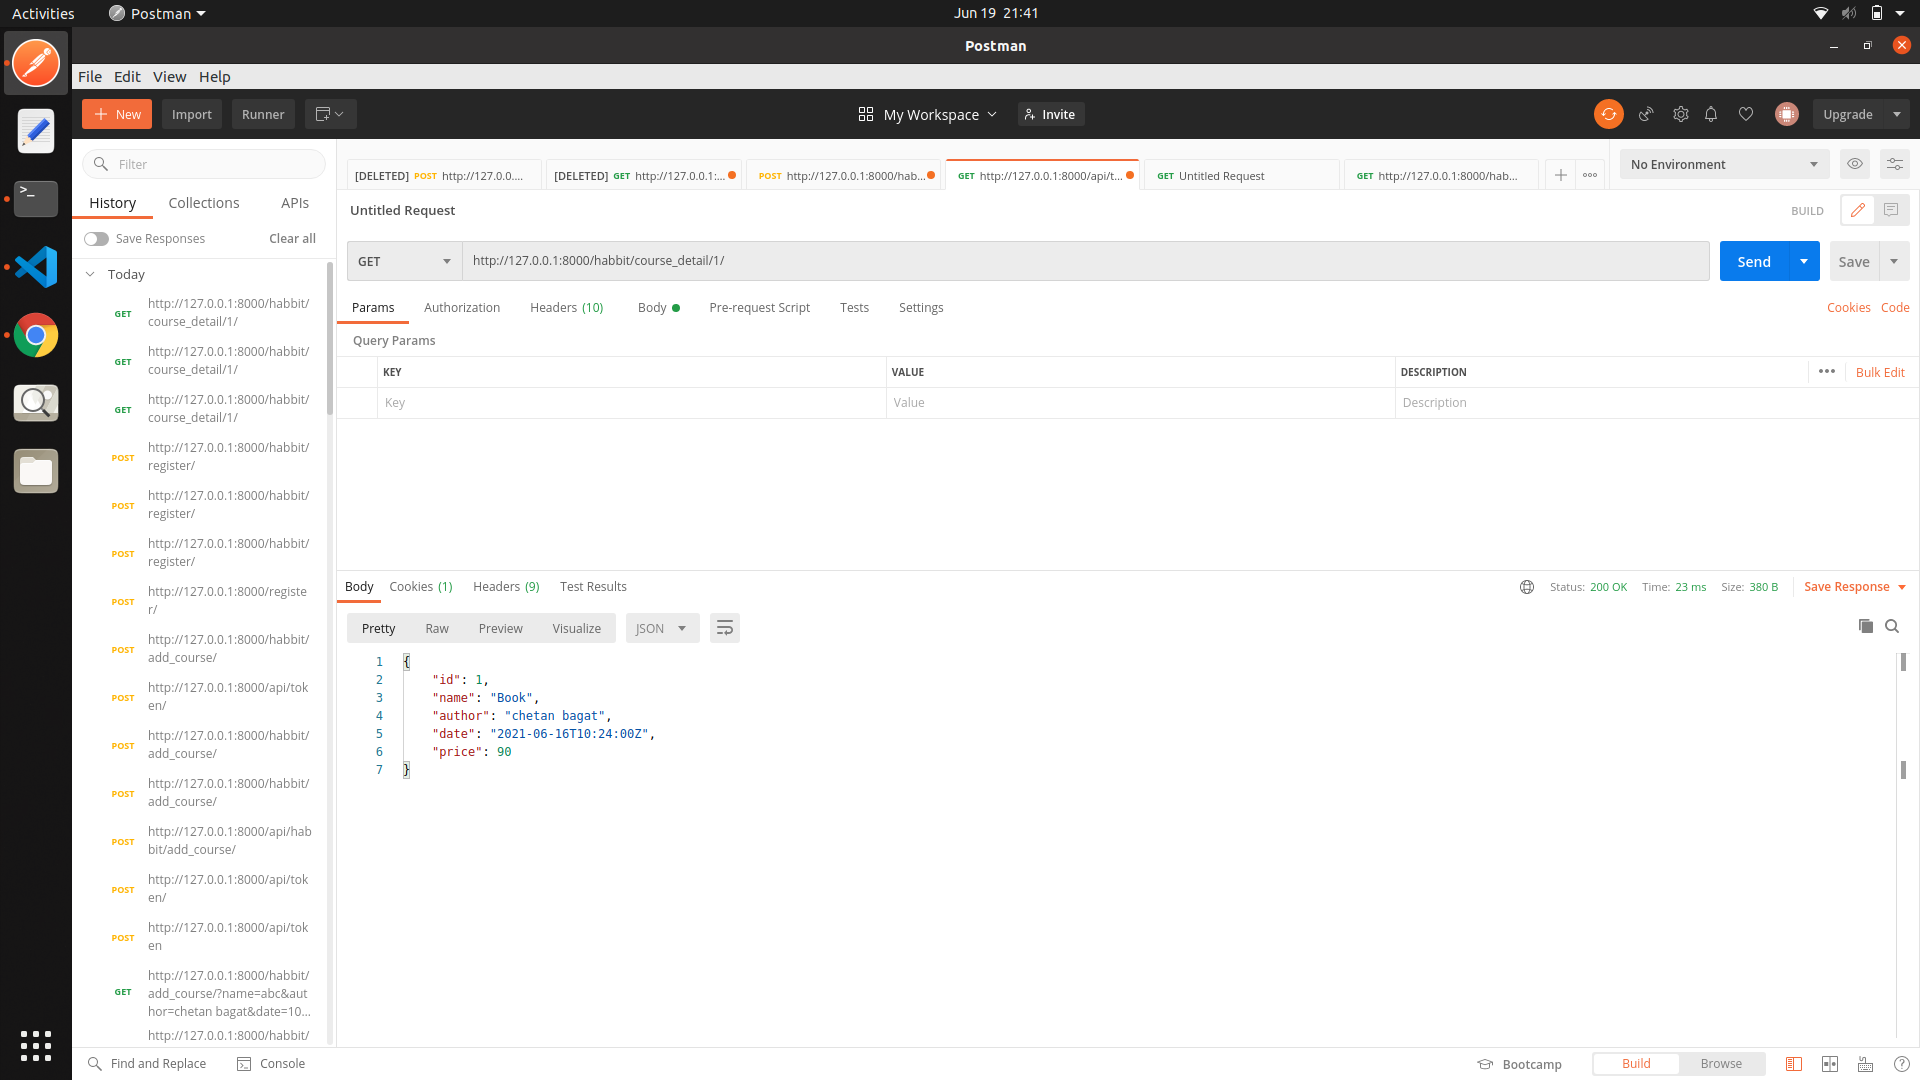 Activities
Postman
Jun 19 21:41
Postman
File Edit View Help
New
Import
Runner
My Workspace
Invite
Upgrade
Filter
[DELETED] POST http://127.0.0....
[DELETED] GET http://127.0.0.1:...
POST http://127.0.0.1:8000/hab...
GET http://127.0.0.1:8000/api/t...
GET Untitled Request
GET http://127.0.0.1:8000/hab...
No Environment
History Collections APIs
Save Responses Clear all
Today
GET http://127.0.0.1:8000/habbit/
course_detail/1/
GET http://127.0.0.1:8000/habbit/
course_detail/1/
GET http://127.0.0.1:8000/habbit/
course_detail/1/
POST http://127.0.0.1:8000/habbit/
register/
POST http://127.0.0.1:8000/habbit/
register/
POST http://127.0.0.1:8000/habbit/
register/
POST http://127.0.0.1:8000/registe
r/
POST http://127.0.0.1:8000/habbit/
add_course/
POST http://127.0.0.1:8000/api/tok
en/
POST http://127.0.0.1:8000/habbit/
add_course/
POST http://127.0.0.1:8000/habbit/
add_course/
POST http://127.0.0.1:8000/api/hab
bit/add_course/
POST http://127.0.0.1:8000/api/tok
en/
POST http://127.0.0.1:8000/api/tok
en
GET http://127.0.0.1:8000/habbit/
add_course/?name=abc&aut
hor=chetan bagat&date=10...
http://127.0.0.1:8000/habbit/
Untitled Request
BUILD
GET http://127.0.0.1:8000/habbit/course_detail/1/
Send
Save
Params Authorization Headers (10) Body Pre-request Script Tests Settings
Cookies Code
Query Params
KEY VALUE DESCRIPTION
Bulk Edit
Key Value Description
Body Cookies (1) Headers (9) Test Results
Status: 200 OK Time: 23 ms Size: 380 B
Save Response
Pretty Raw Preview Visualize JSON
1 {
2 "id": 1,
3 "name": "Book",
4 "author": "chetan bagat",
5 "date": "2021-06-16T10:24:00Z",
6 "price": 90
7 }
Find and Replace
Console
Bootcamp
Build
Browse